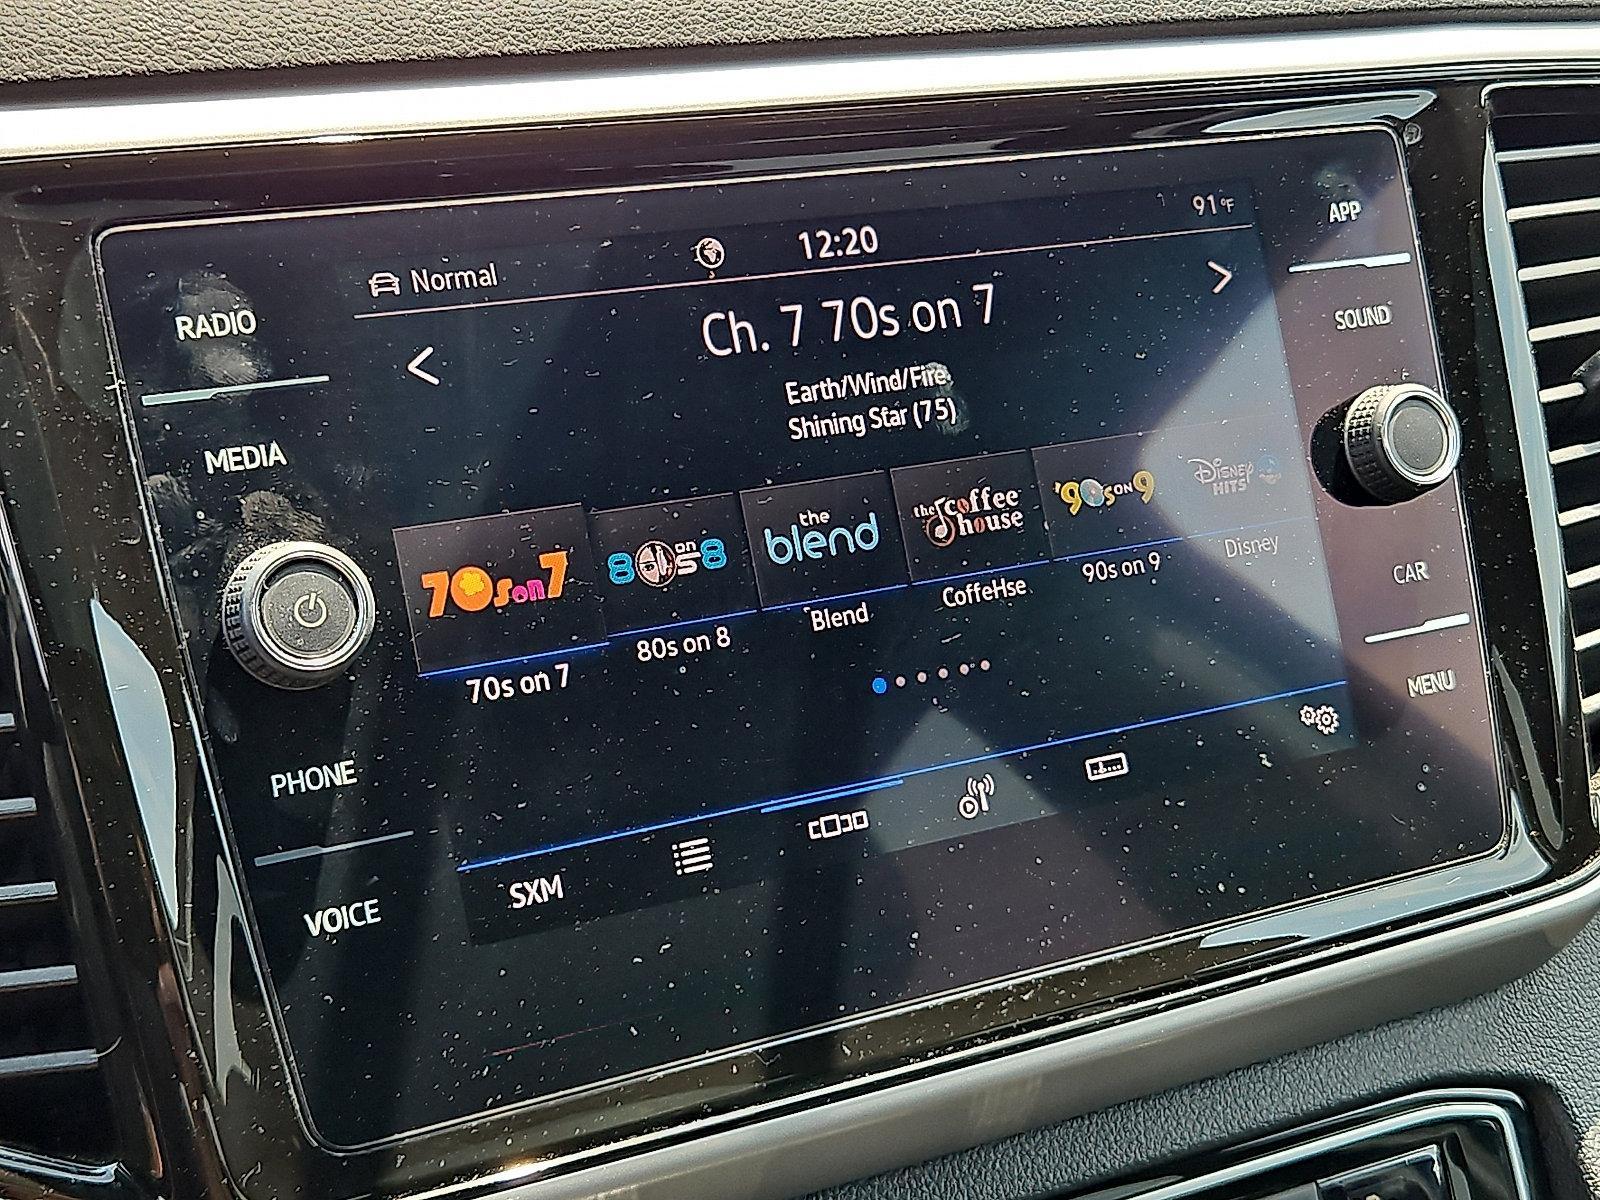 Normal
12:20
91°F
Ch. 7 70s on 7
Earth/Wind/Fire
Shining Star (75)
70s on 7
80s on 8
the blend
the coffee house
'90s ON 9
DISNEY HITS
70s on 7
80s on 8
Blend
CoffeHse
90s on 9
Disney
SXM
RADIO
MEDIA
PHONE
VOICE
APP
SOUND
CAR
MENU